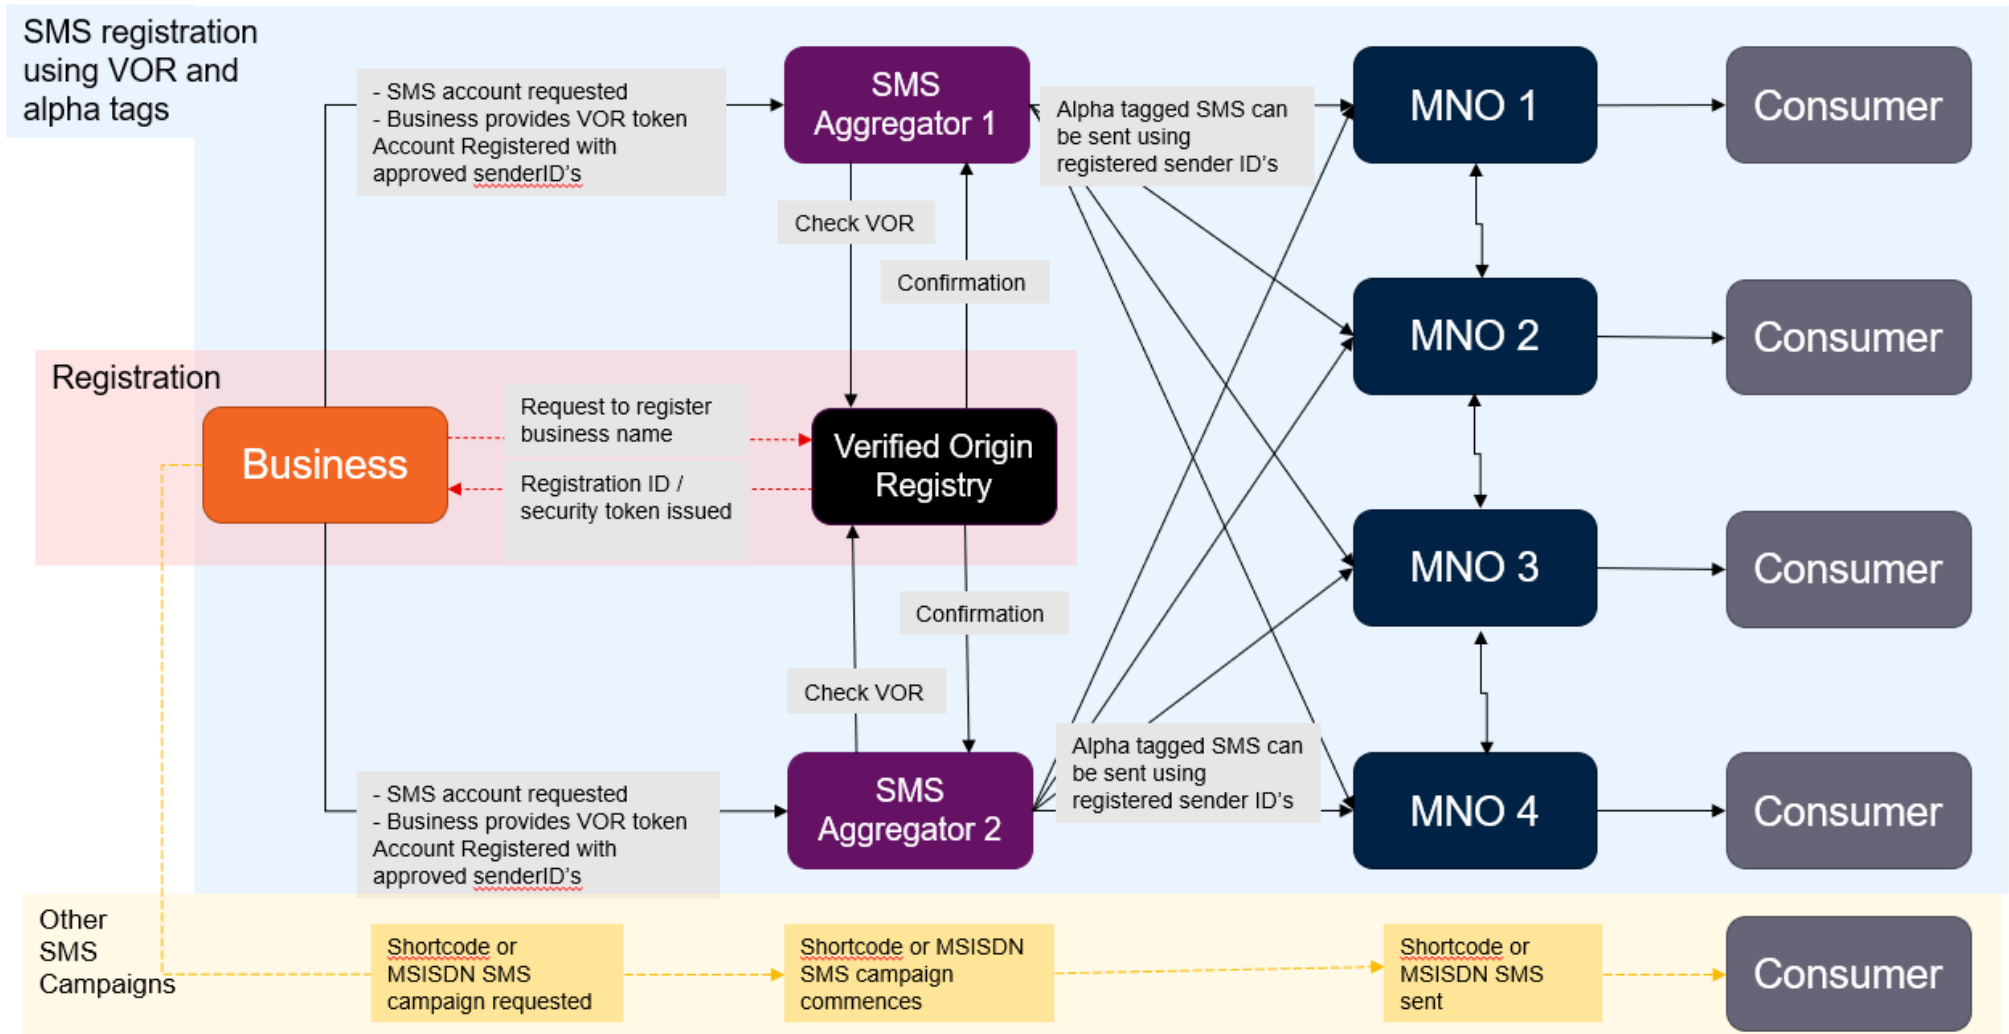 SMS registration
using VOR and
alpha tags
- SMS account requested
- Business provides VOR token
Account Registered with
approved senderID's
SMS
Aggregator 1
Alpha tagged SMS can
be sent using
registered sender ID's
MNO 1
Consumer
Check VOR
Confirmation
MNO 2
Consumer
Registration
Business
Request to register
business name
Registration ID /
security token issued
Verified Origin
Registry
MNO 3
Consumer
Confirmation
Check VOR
- SMS account requested
- Business provides VOR token
Account Registered with
approved senderID's
SMS
Aggregator 2
Alpha tagged SMS can
be sent using
registered sender ID's
MNO 4
Consumer
Other
SMS
Campaigns
Shortcode or
MSISDN SMS
campaign requested
Shortcode or MSISDN
SMS campaign
commences
Shortcode or
MSISDN SMS
sent
Consumer